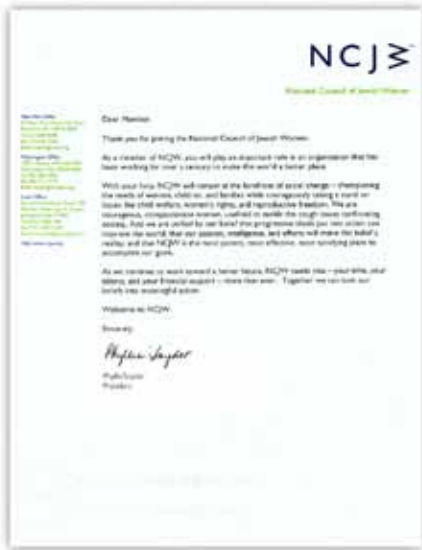 NCJW
National Council of Jewish Women
Dear Member:
Thank you for joining the National Council of Jewish Women.
As a member of NCJW, you will play an important role in an organization that has
been working for over a century to make the world a better place.
With your help, NCJW will remain at the forefront of social change – championing
the needs of women, children, and families while courageously taking a stand on
issues like child welfare, women's rights, and reproductive freedom. We are
courageous, compassionate women, to tackle the tough issues confronting
society. And we are unified by our belief that progressive ideals put into action can
improve the world; that our passion, intelligence, and efforts will make this belief a
reality; and that NCJW is the most potent, most effective, most satisfying place to
accomplish our goals.
As we continue to work toward a better future, NCJW needs you – your time, your
talents, and your financial support – more than ever. Together we can turn our
beliefs into meaningful action.
Welcome to NCJW.
Sincerely,
Phyllis Snyder
Phyllis Snyder
President